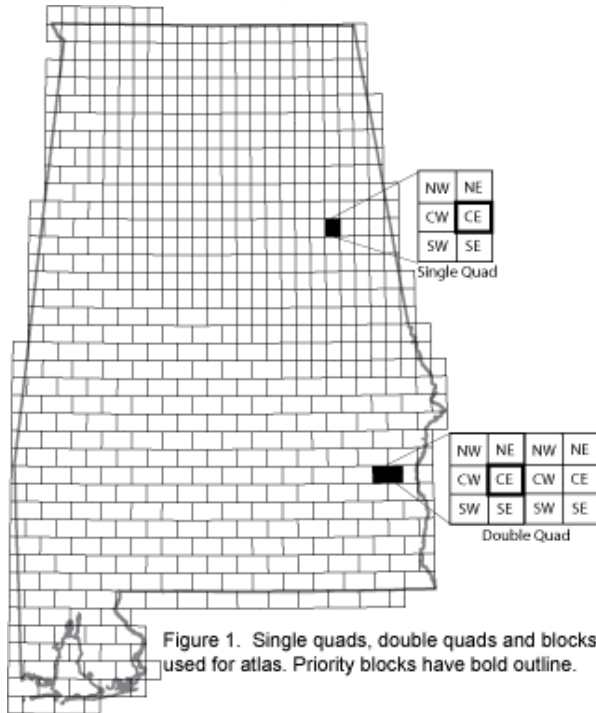 NW NE
CW CE
SW SE
Single Quad
NW NE NW NE
CW CE CW CE
SW SE SW SE
Double Quad
Figure 1. Single quads, double quads and blocks
used for atlas. Priority blocks have bold outline.